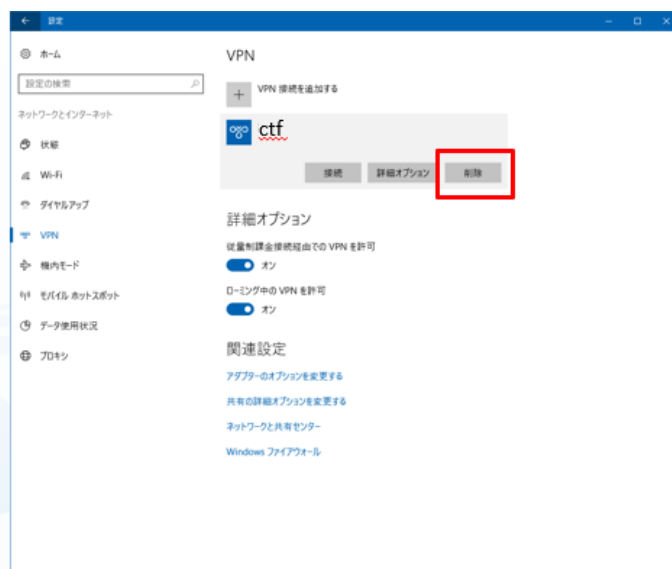 設定
ホーム
設定の検索
ネットワークとインターネット
状態
Wi-Fi
ダイヤルアップ
VPN
機内モード
モバイル ホットスポット
データ使用状況
プロキシ
VPN
VPN 接続を追加する
ctf
接続
詳細オプション
削除
詳細オプション
従量制課金接続経由での VPN を許可
オン
ローミング中の VPN を許可
オン
関連設定
アダプターのオプションを変更する
共有の詳細オプションを変更する
ネットワークと共有センター
Windows ファイアウォール